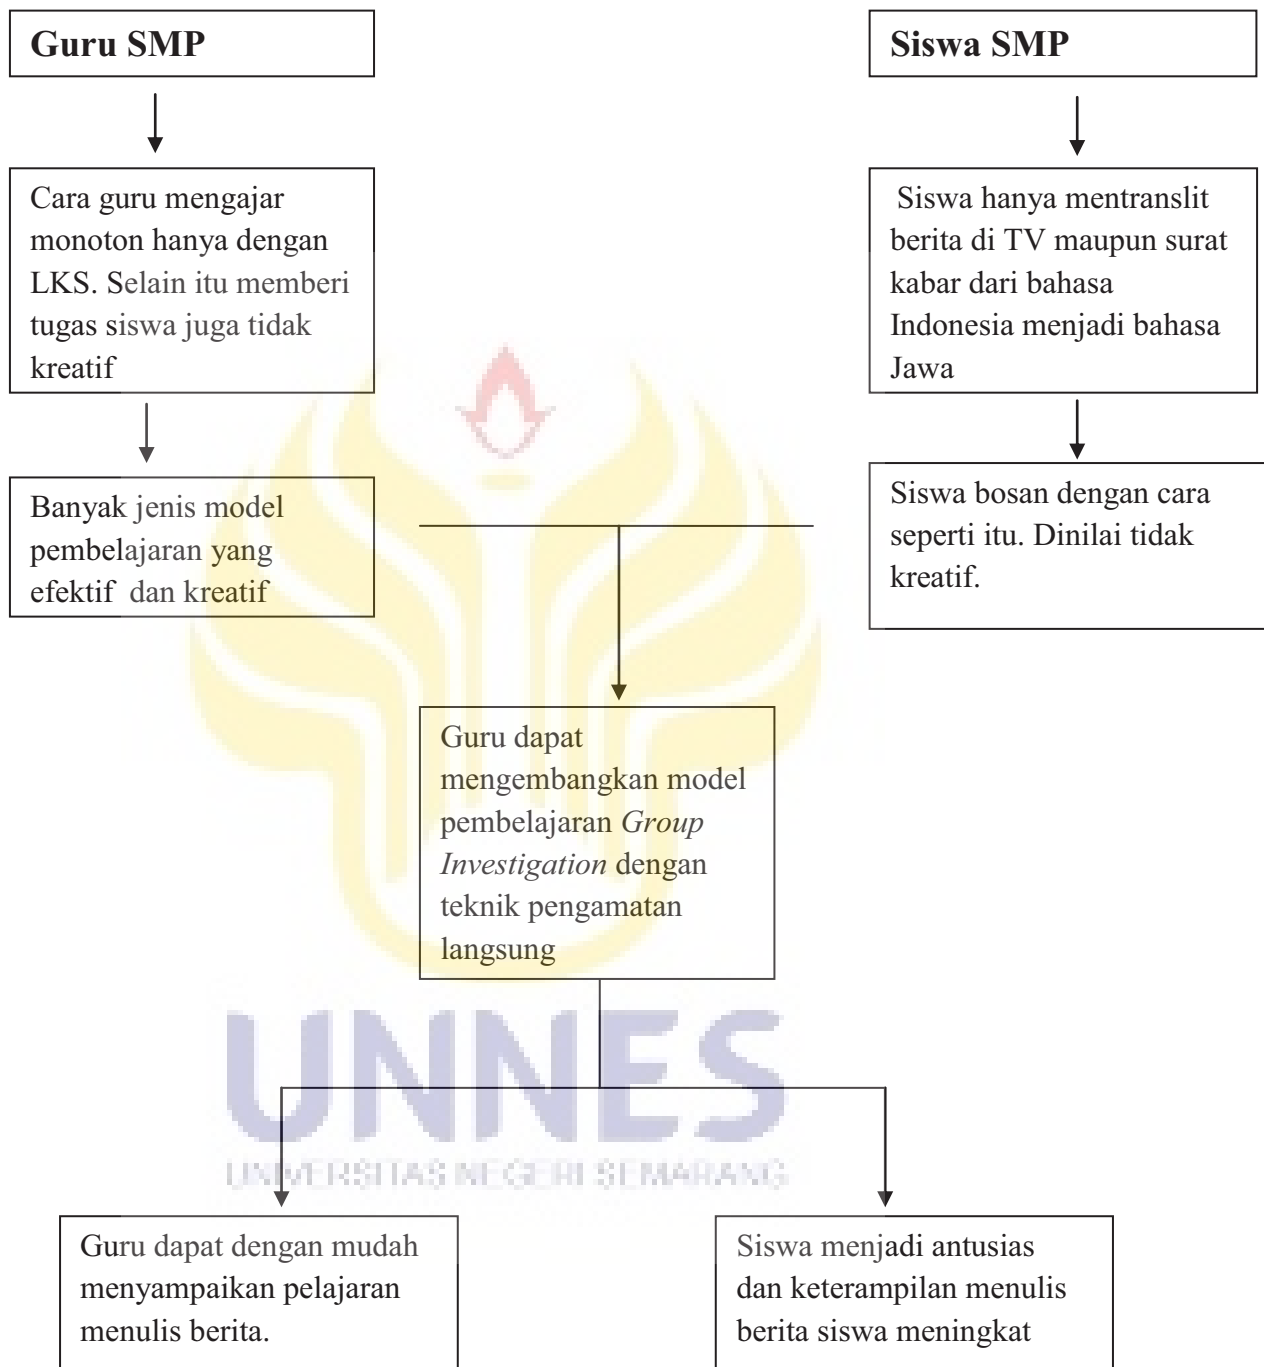 Guru SMP
Siswa SMP
Cara guru mengajar
monoton hanya dengan
LKS. Selain itu memberi
tugas siswa juga tidak
kreatif
Siswa hanya mentranslit
berita di TV maupun surat
kabar dari bahasa
Indonesia menjadi bahasa
Jawa
Banyak jenis model
pembelajaran yang
efektif dan kreatif
Siswa bosan dengan cara
seperti itu. Dinilai tidak
kreatif.
Guru dapat
mengembangkan model
pembelajaran Group
Investigation dengan
teknik pengamatan
langsung
UNNES
UNIVERSITAS NEGERI SEMARANG
Guru dapat dengan mudah
menyampaikan pelajaran
menulis berita.
Siswa menjadi antusias
dan keterampilan menulis
berita siswa meningkat